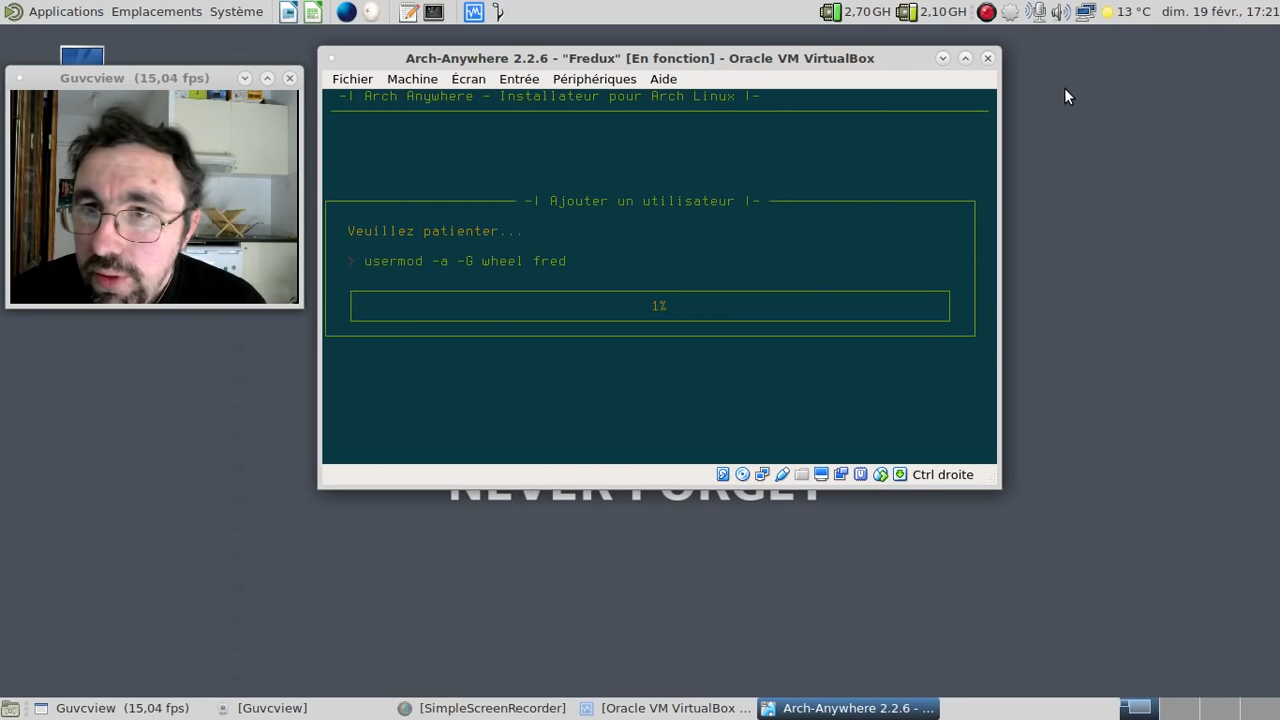 Applications Emplacements Système 2,70 GH 2,10 GH 13 °C dim. 19 févr., 17:21
Guvcview (15,04 fps)
Arch-Anywhere 2.2.6 - "Fredux" [En fonction] - Oracle VM VirtualBox
Fichier Machine Écran Entrée Périphériques Aide
-| Arch Anywhere - Installateur pour Arch Linux |-
-| Ajouter un utilisateur |-
Veuillez patienter...
> usermod -a -G wheel fred
1%
Ctrl droite
NEVER FORGET
Guvcview (15,04 fps) [Guvcview] [SimpleScreenRecorder] [Oracle VM VirtualBox ... Arch-Anywhere 2.2.6 - ...